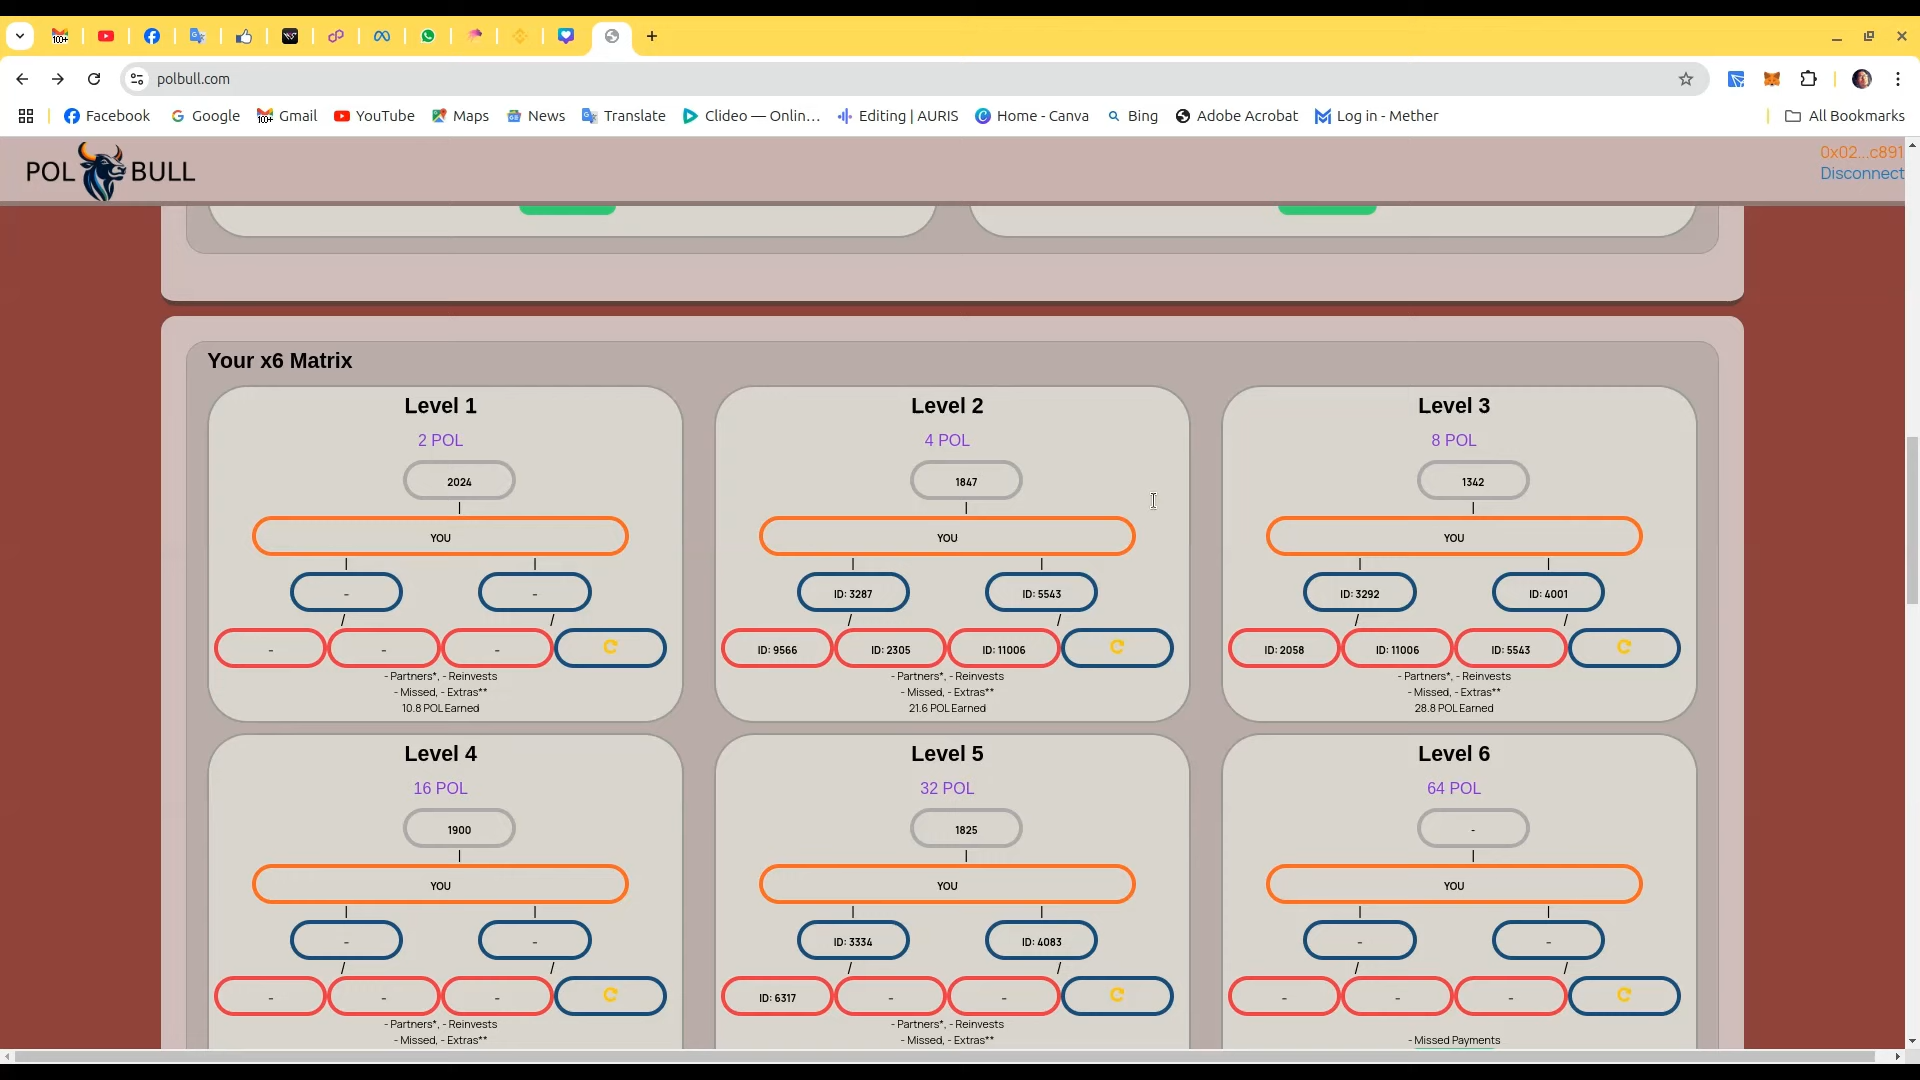 100+
polbull.com
Facebook
Google
100+
Gmail
YouTube
Maps
News
Translate
Clideo — Onlin...
Editing | AURIS
Home - Canva
Bing
Adobe Acrobat
Log in - Mether
All Bookmarks
POL BULL
0x02...c891
Disconnect
Your x6 Matrix
Level 1
2 POL
2024
YOU
-
-
-
-
-
- Partners*, - Reinvests
- Missed, - Extras**
10.8 POL Earned
Level 2
4 POL
1847
YOU
ID: 3287
ID: 5543
ID: 9566
ID: 2305
ID: 11006
- Partners*, - Reinvests
- Missed, - Extras**
21.6 POL Earned
Level 3
8 POL
1342
YOU
ID: 3292
ID: 4001
ID: 2058
ID: 11006
ID: 5543
- Partners*, - Reinvests
- Missed, - Extras**
28.8 POL Earned
Level 4
16 POL
1900
YOU
-
-
-
-
-
- Partners*, - Reinvests
- Missed, - Extras**
Level 5
32 POL
1825
YOU
ID: 3334
ID: 4083
ID: 6317
-
-
- Partners*, - Reinvests
- Missed, - Extras**
Level 6
64 POL
-
YOU
-
-
-
-
-
- Missed Payments